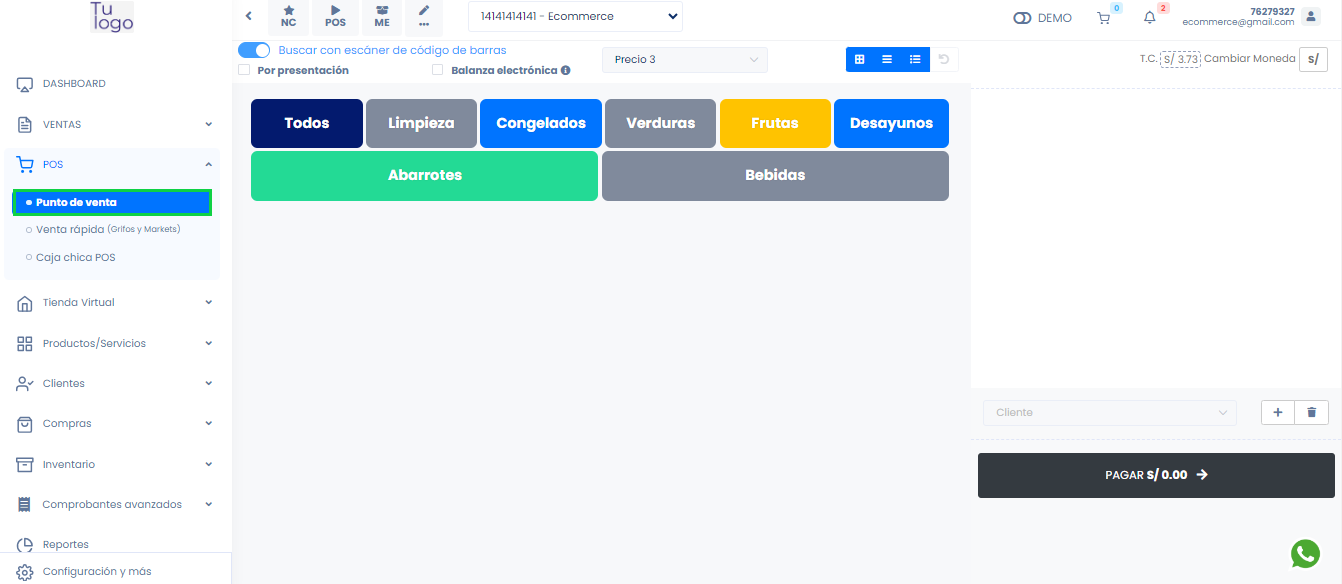 Tu
logo
DASHBOARD
VENTAS
POS
Punto de venta
Venta rápida (Grifos y Markets)
Caja chica POS
Tienda Virtual
Productos/Servicios
Clientes
Compras
Inventario
Comprobantes avanzados
Reportes
Configuración y más
NC
POS
ME
14141414141 - Ecommerce
DEMO
0
2
76279327
ecommerce@gmail.com
Buscar con escáner de código de barras
Por presentación
Balanza electrónica
Precio 3
T.C. S/ 3.73 Cambiar Moneda S/
Todos
Limpieza
Congelados
Verduras
Frutas
Desayunos
Abarrotes
Bebidas
Cliente
PAGAR S/ 0.00